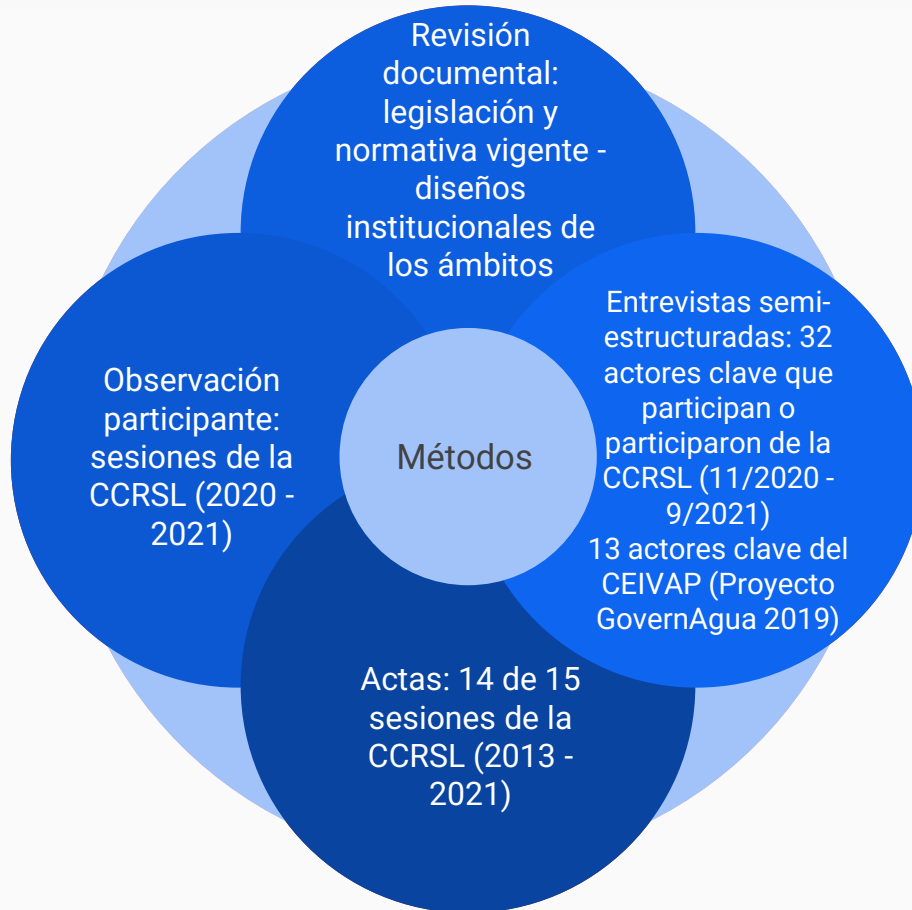 Revisión
documental:
legislación y
normativa vigente -
diseños
institucionales de
los ámbitos
Entrevistas semi-
estructuradas: 32
actores clave que
participan o
participaron de la
CCRSL (11/2020 -
9/2021)
13 actores clave del
CEIVAP (Proyecto
GovernAgua 2019)
Observación
participante:
sesiones de la
CCRSL (2020 -
2021)
Métodos
Actas: 14 de 15
sesiones de la
CCRSL (2013 -
2021)